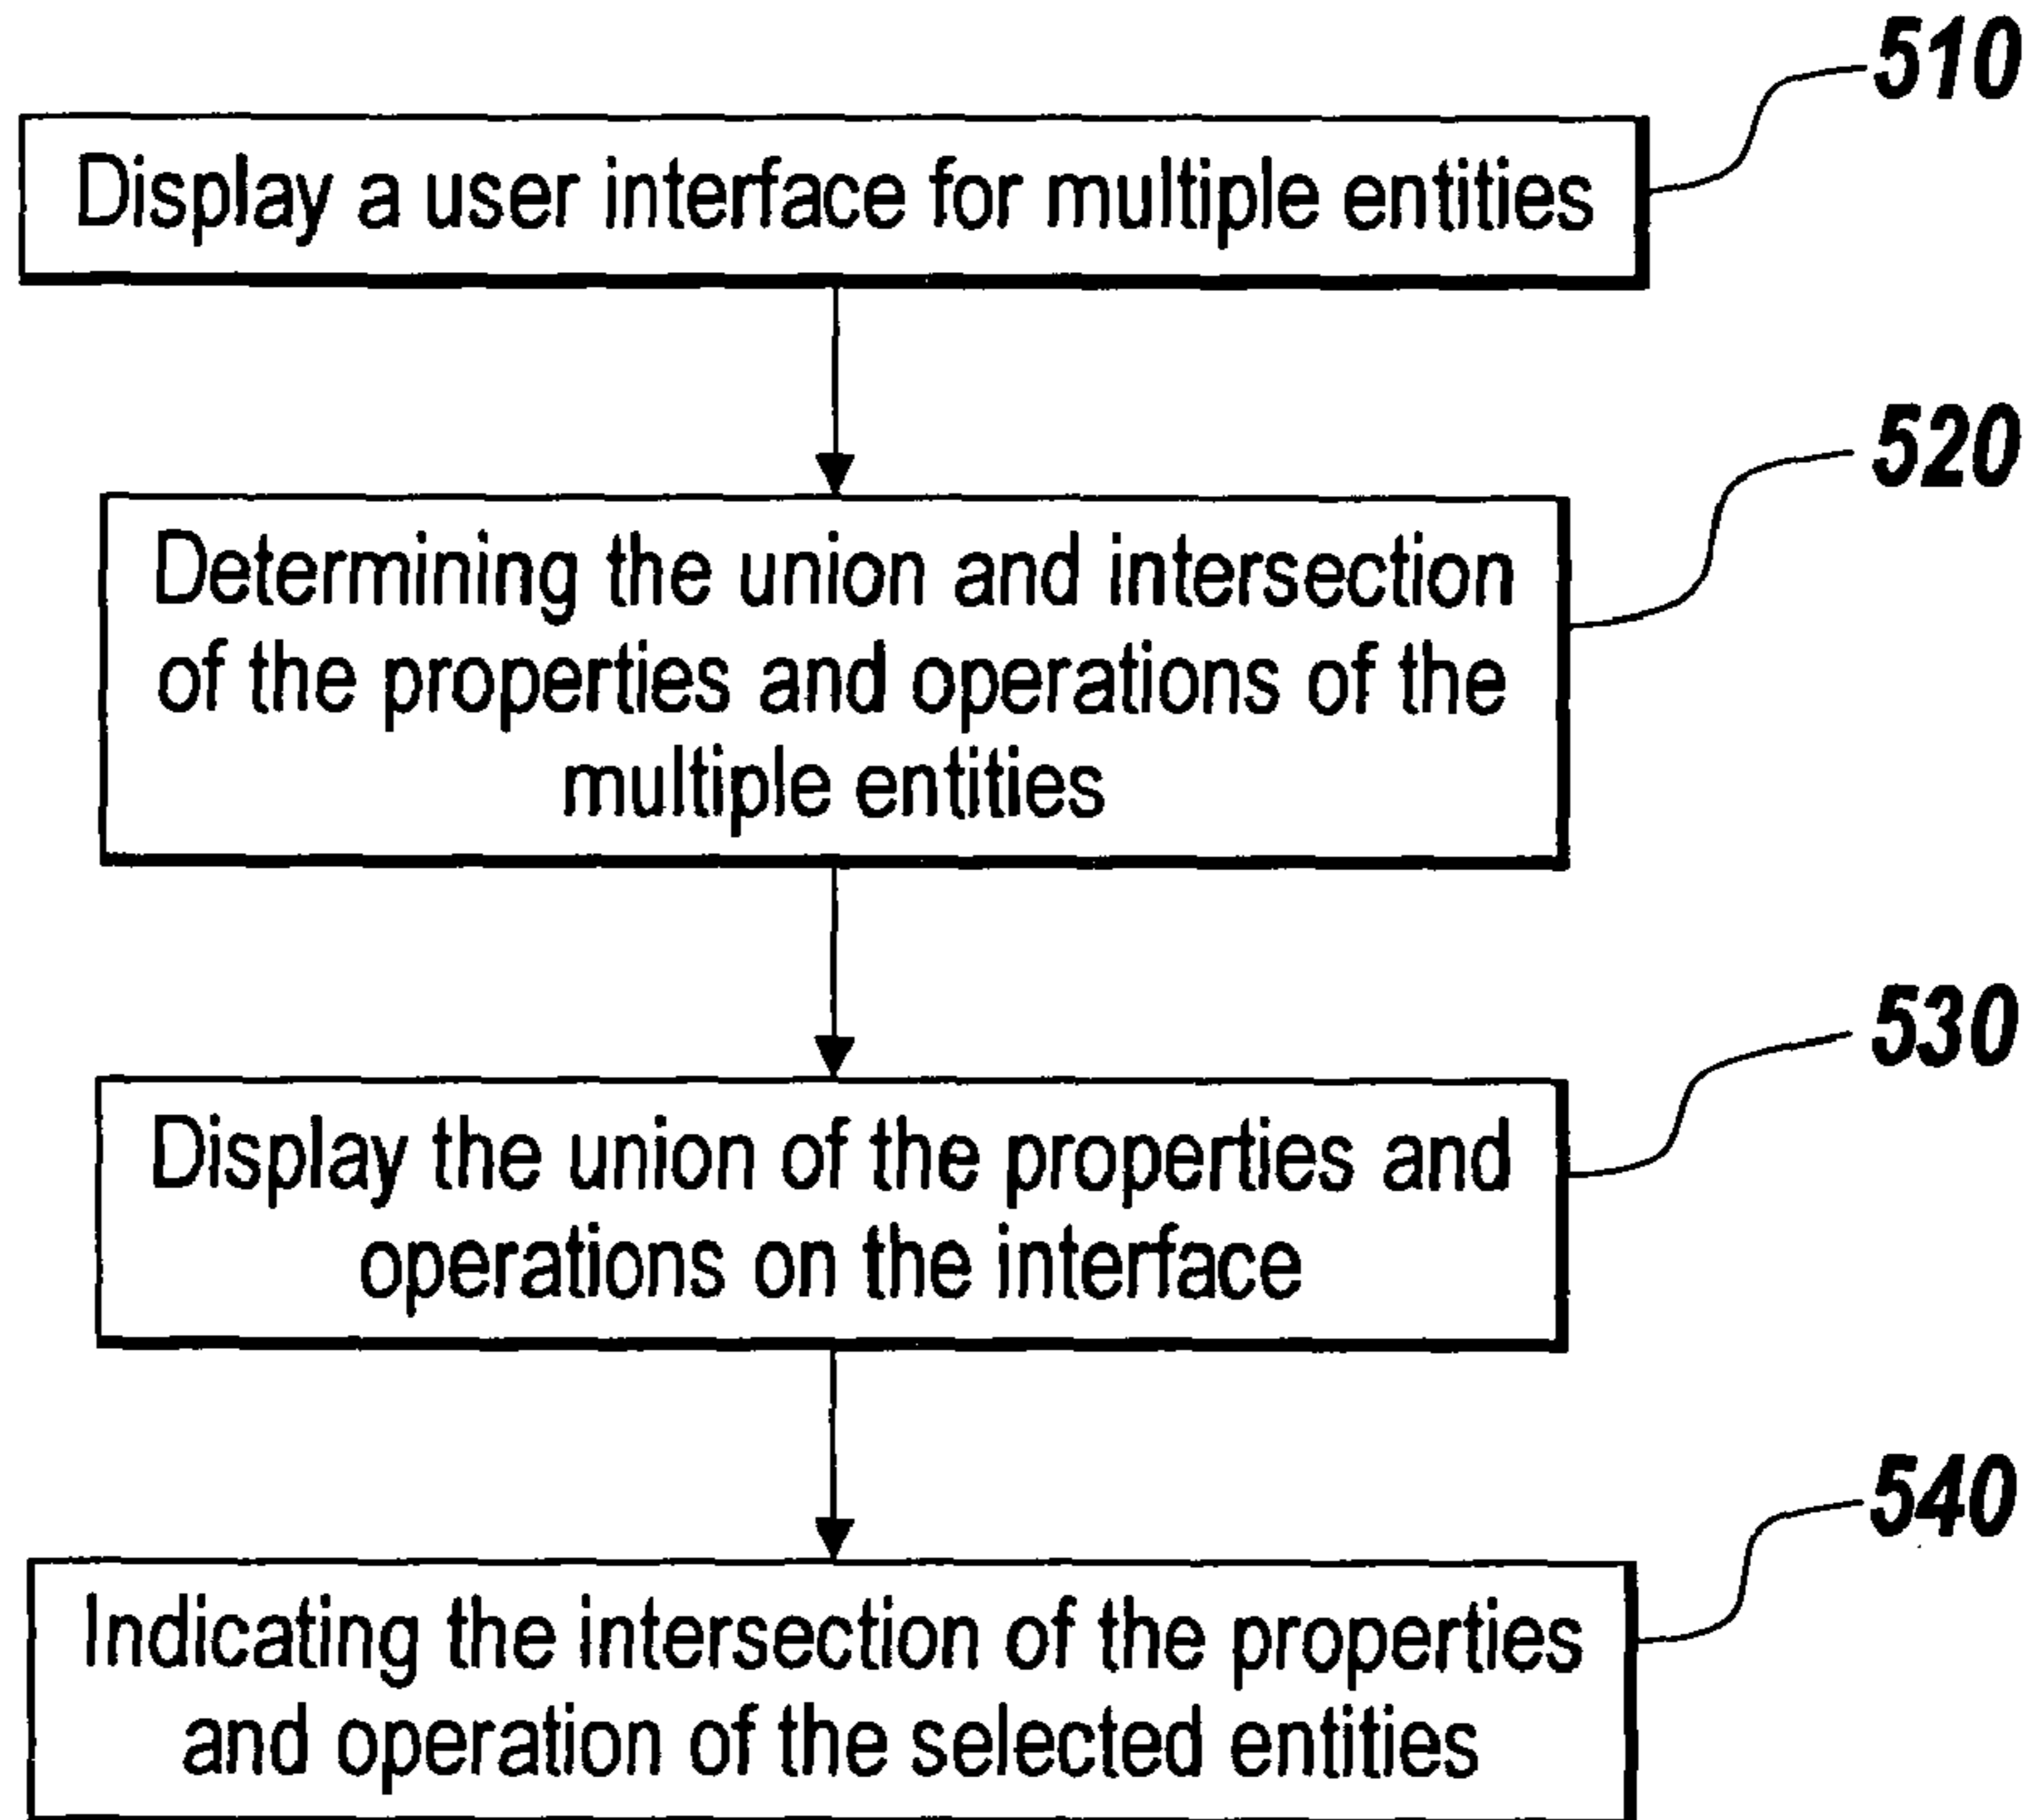 510
Display a user interface for multiple entities
520
Determining the union and intersection
of the properties and operations of the
multiple entities
530
Display the union of the properties and
operations on the interface
540
Indicating the intersection of the properties
and operation of the selected entities